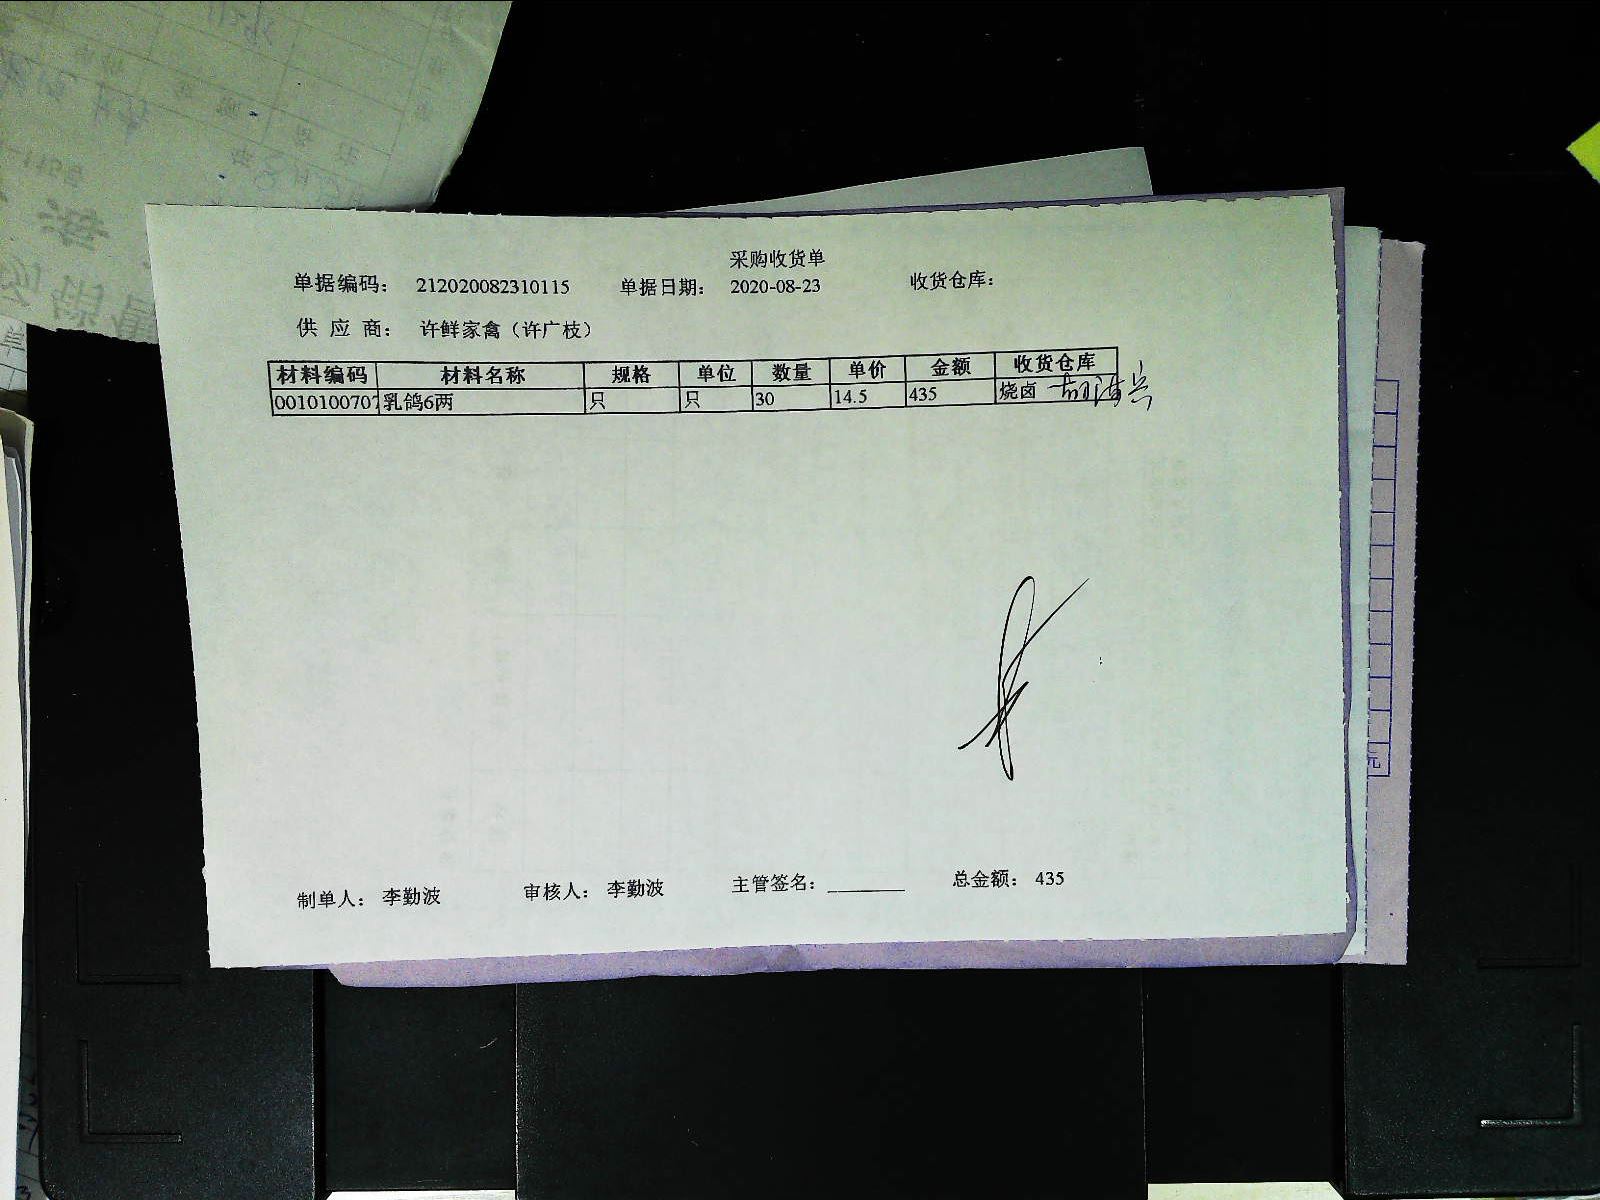 采购收货单
单据编码： 212020082310115 单据日期： 2020-08-23 收货仓库：
供 应 商： 许鲜家禽（许广枝）
材料编码 材料名称 规格 单位 数量 单价 金额 收货仓库
0010100707 乳鸽6两 只 只 30 14.5 435 烧卤
制单人： 李勤波 审核人： 李勤波 主管签名： ________ 总金额： 435